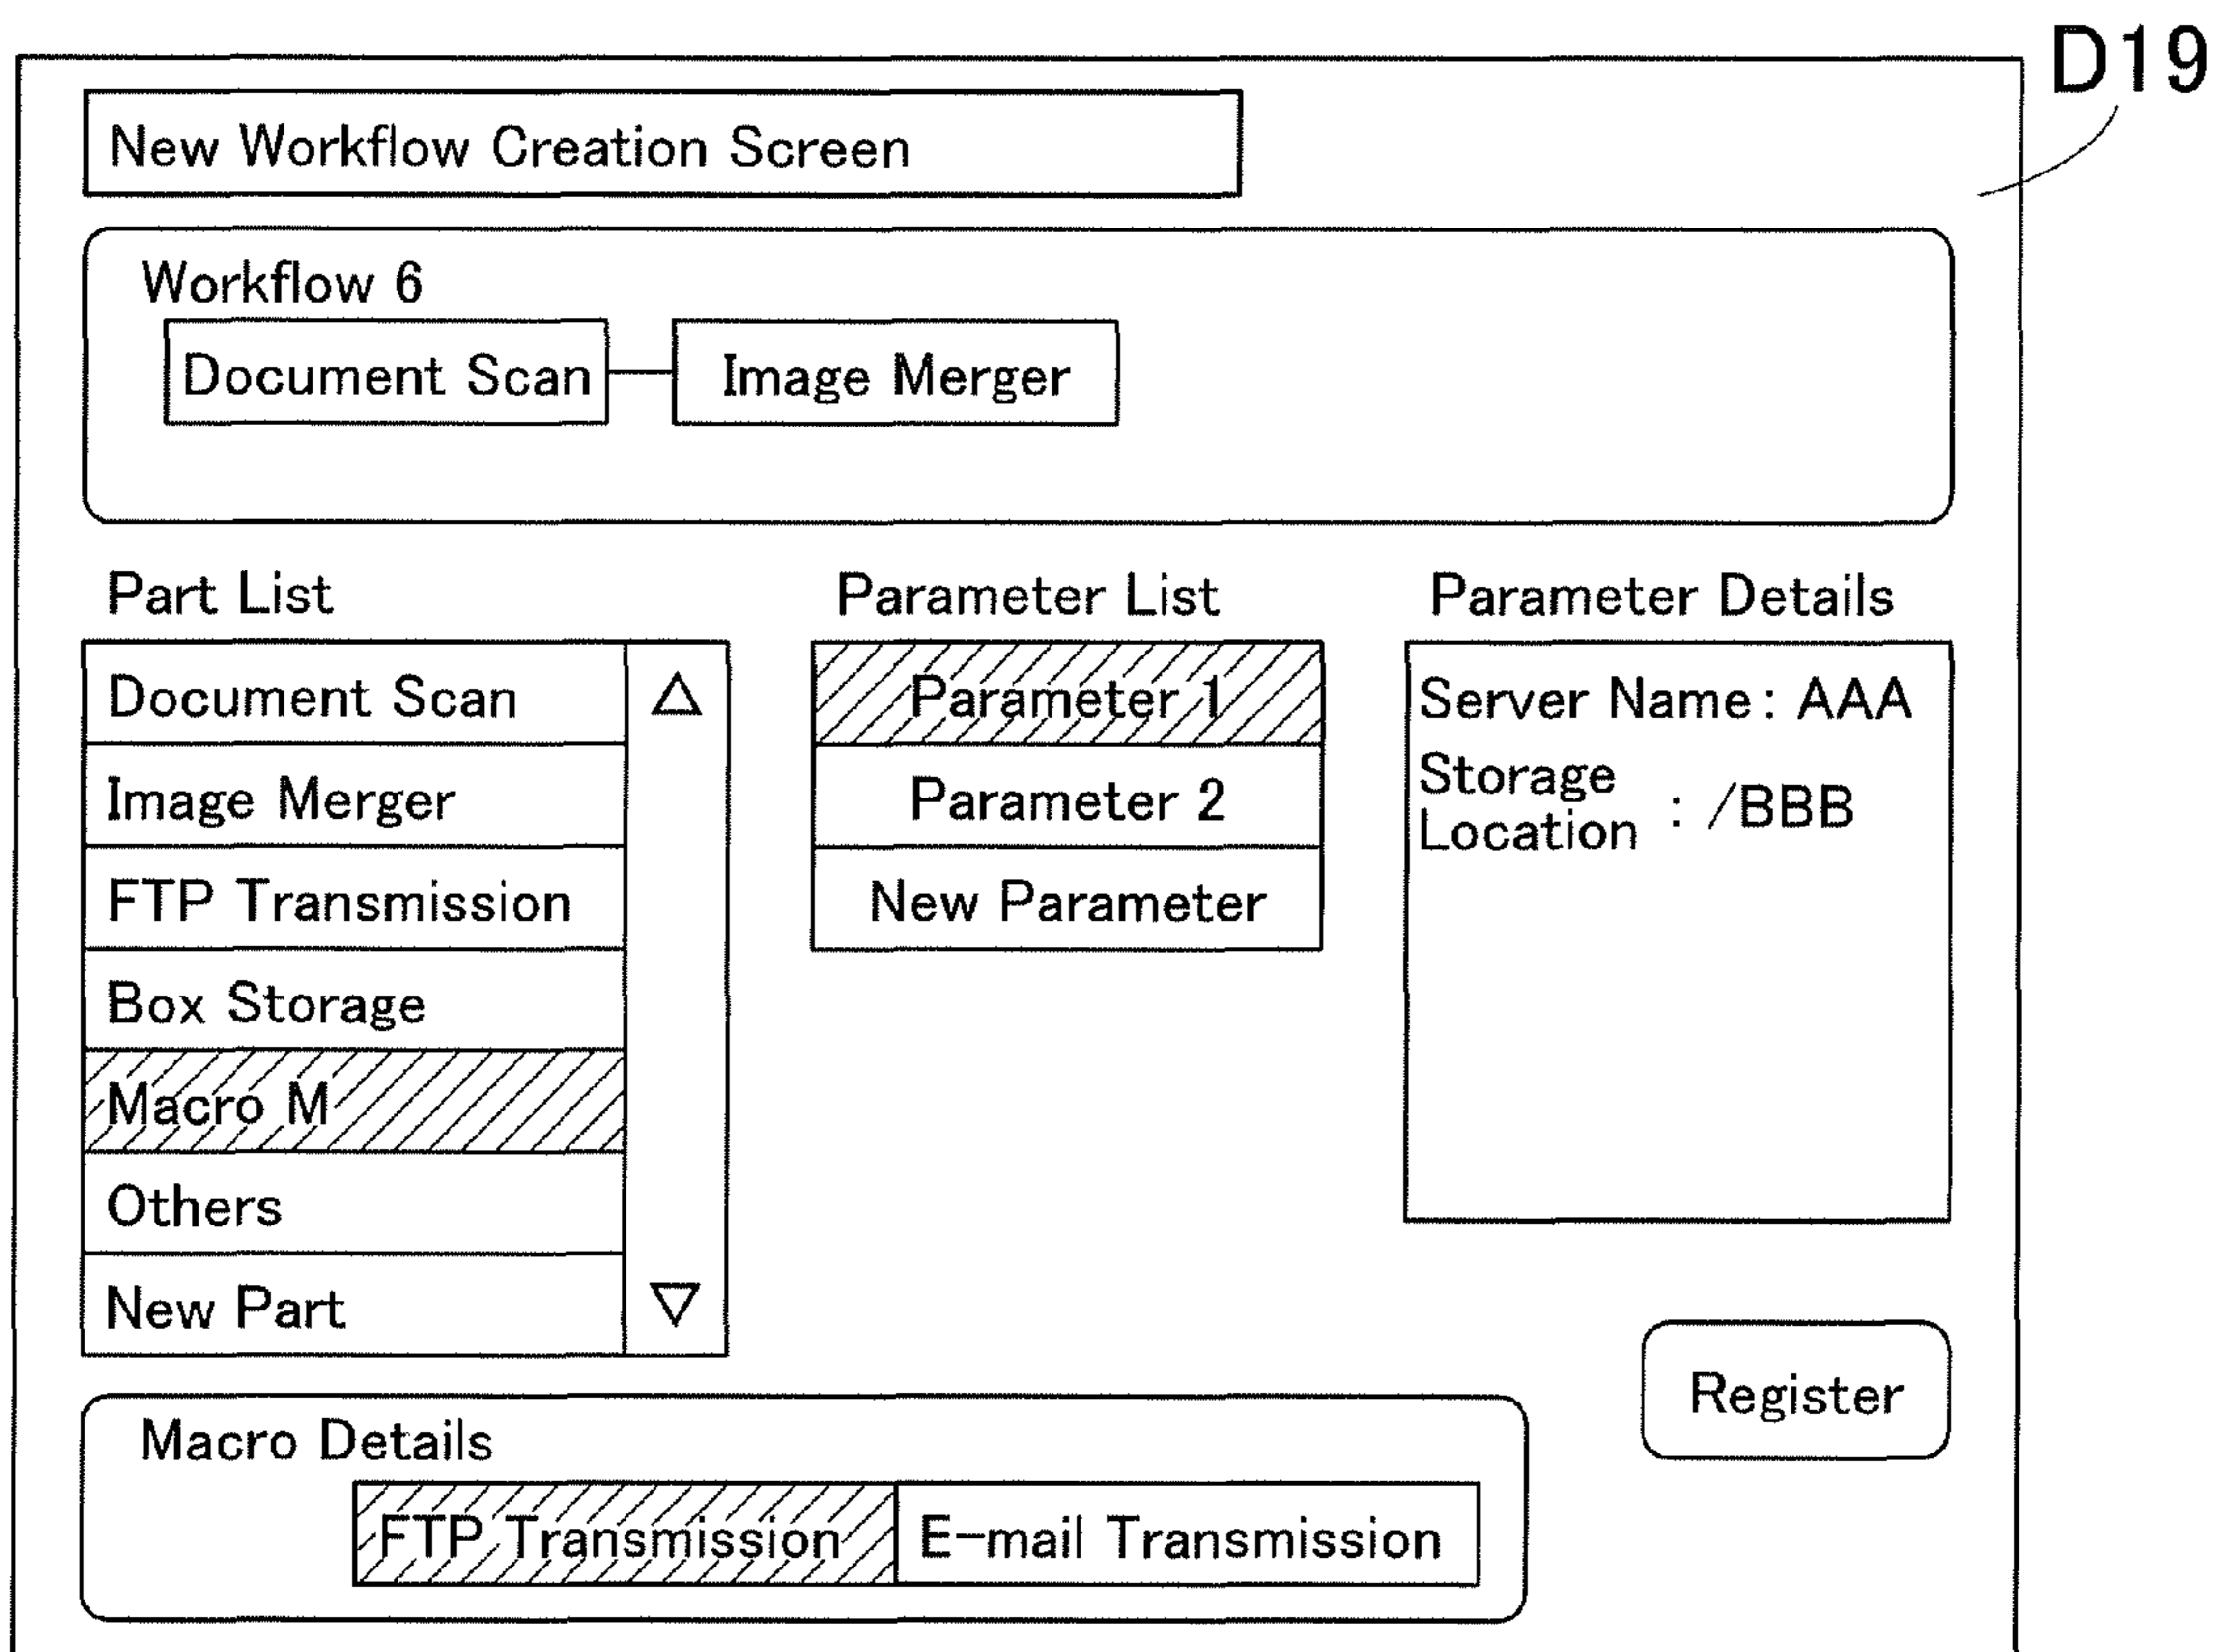 D19
New Workflow Creation Screen
Workflow 6
Document Scan
Image Merger
Part List
Document Scan
Image Merger
FTP Transmission
Box Storage
Macro M
Others
New Part
Parameter List
Parameter 1
Parameter 2
New Parameter
Parameter Details
Server Name: AAA
Storage
Location : /BBB
Register
Macro Details
FTP Transmission
E-mail Transmission